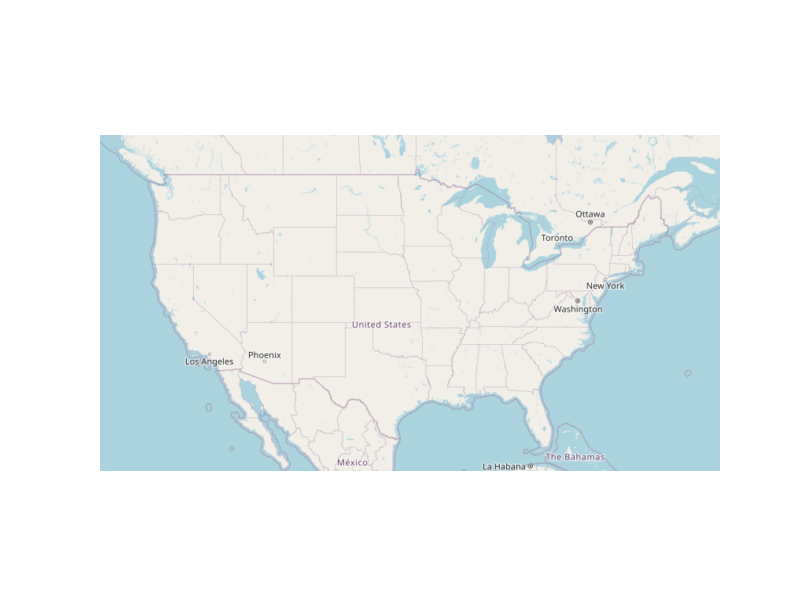 Ottawa
Toronto
New York
Washington
United States
Phoenix
Los Angeles
The Bahamas
México
La Habana